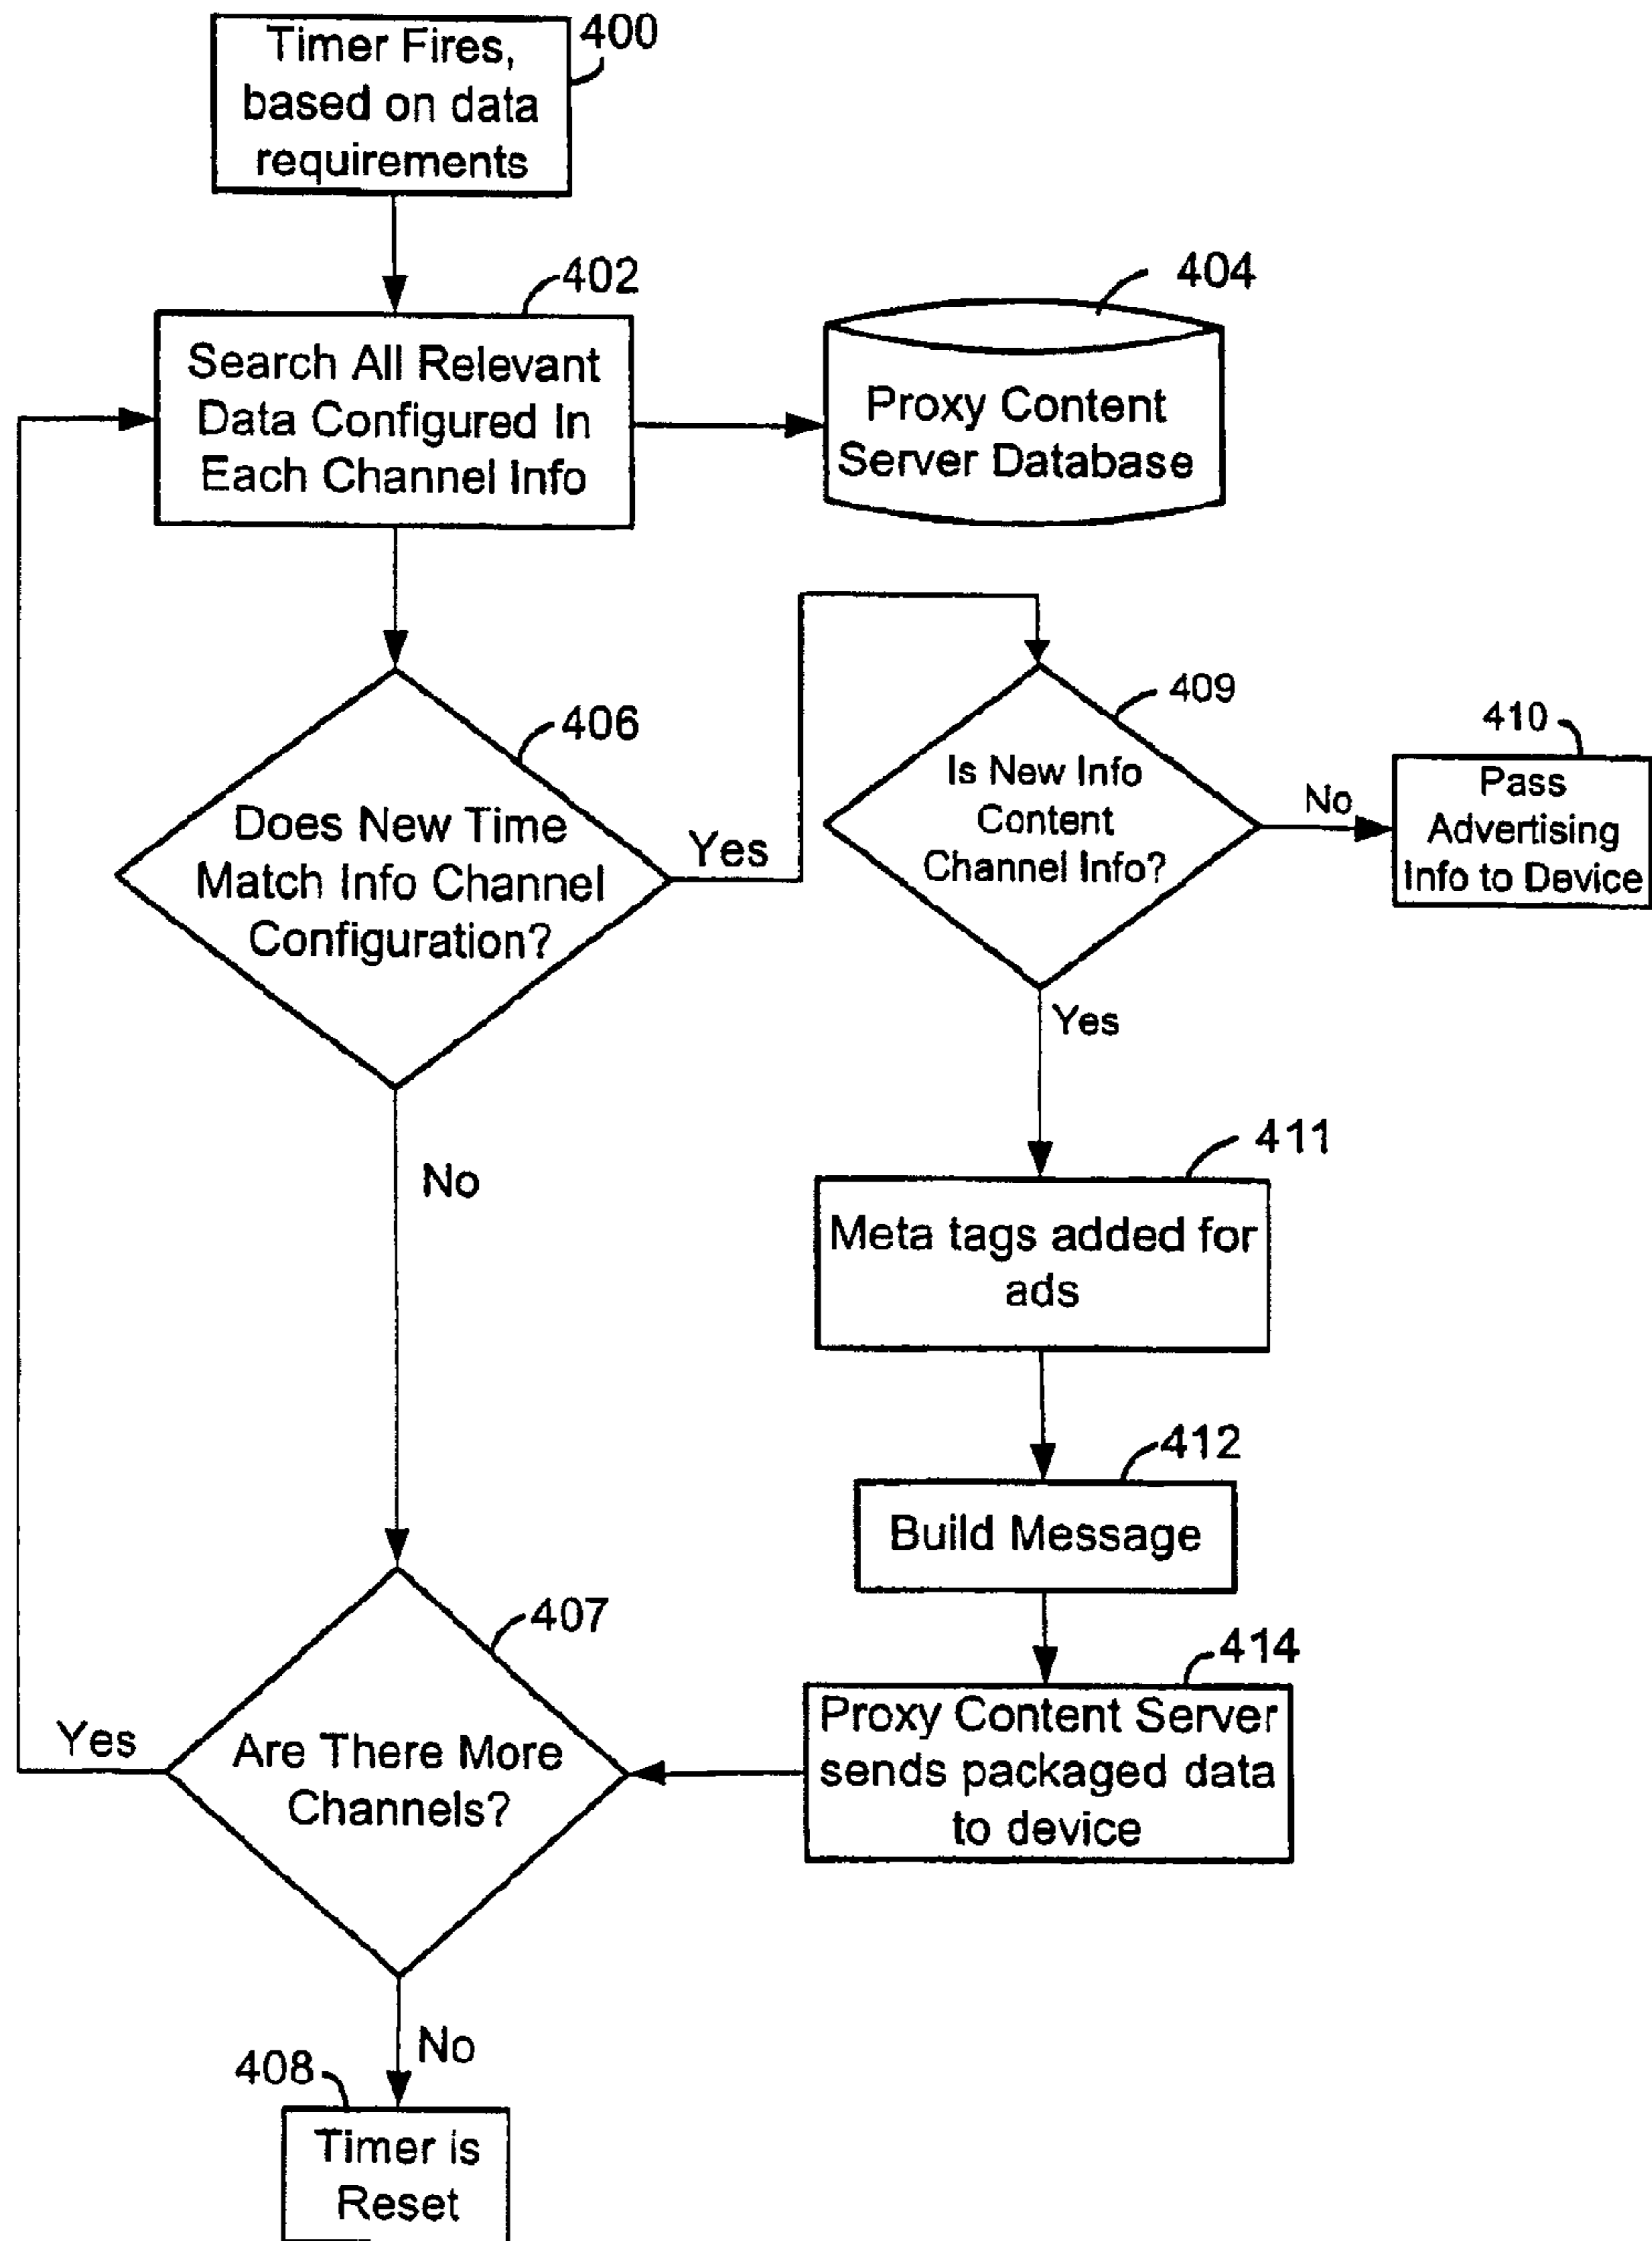 Timer Fires,
based on data
requirements
400
402
Search All Relevant
Data Configured In
Each Channel Info
404
Proxy Content
Server Database
406
Does New Time
Match Info Channel
Configuration?
Yes
409
Is New Info
Content
Channel Info?
No
410
Pass
Advertising
Info to Device
Yes
No
411
Meta tags added for
ads
412
Build Message
414
Proxy Content Server
sends packaged data
to device
407
Are There More
Channels?
Yes
No
408
Timer is
Reset